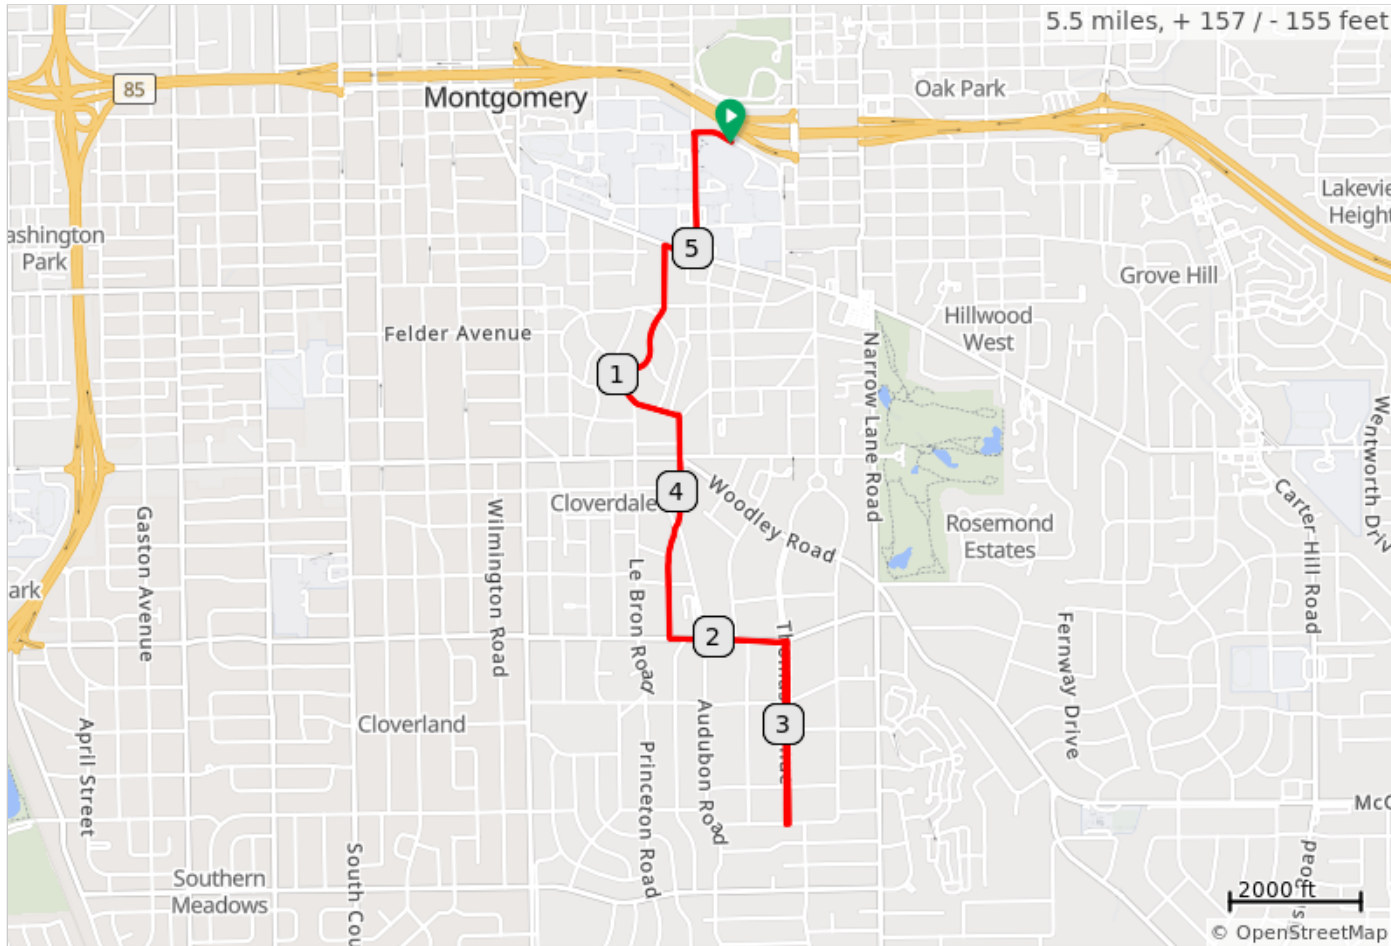 5.5 miles, + 157 / - 155 feet
85
Montgomery
Oak Park
Lakevie
Height
ashington
Park
5
Grove Hill
Felder Avenue
Hillwood
West
1
Narrow Lane Road
Wentworth Driv
4
Cloverdale
Woodley Road
Carter Hill Road
Gaston Avenue
Wilmington Road
Rosemond
Estates
ark
Le Bron Road
2
Fernway Drive
3
Cloverland
Audubon Road
April Street
Princeton Road
McG
South Cou
Southern
Meadows
2000 ft
© OpenStreetMap